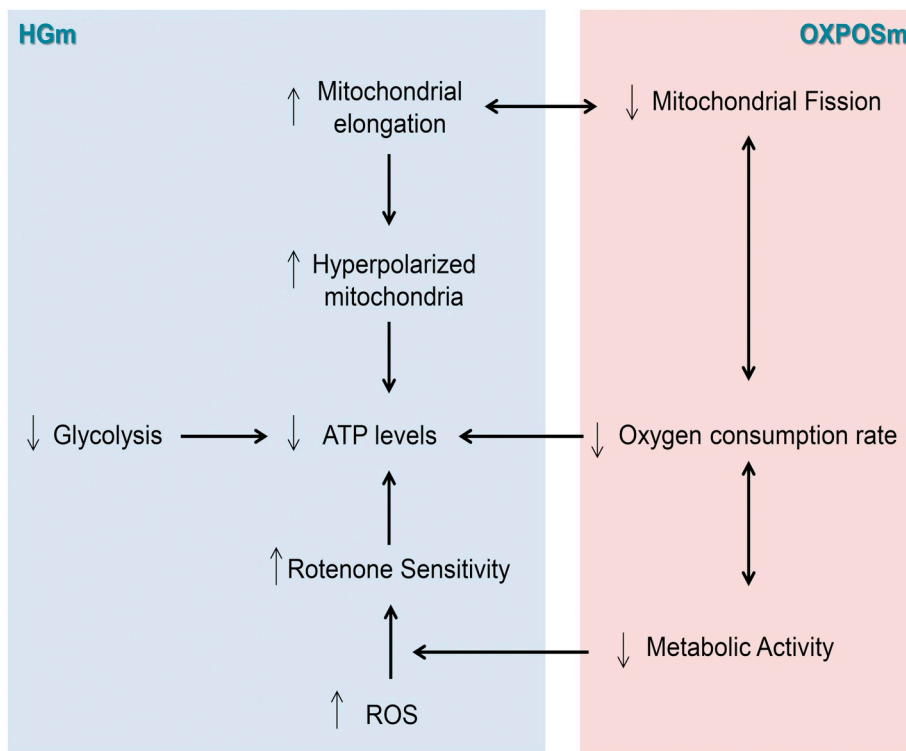 HGm
OXPOSm
↑ Mitochondrial
elongation
↓ Mitochondrial Fission
↑ Hyperpolarized
mitochondria
↓ Glycolysis
↓ ATP levels
↓ Oxygen consumption rate
↑ Rotenone Sensitivity
↓ Metabolic Activity
↑ ROS